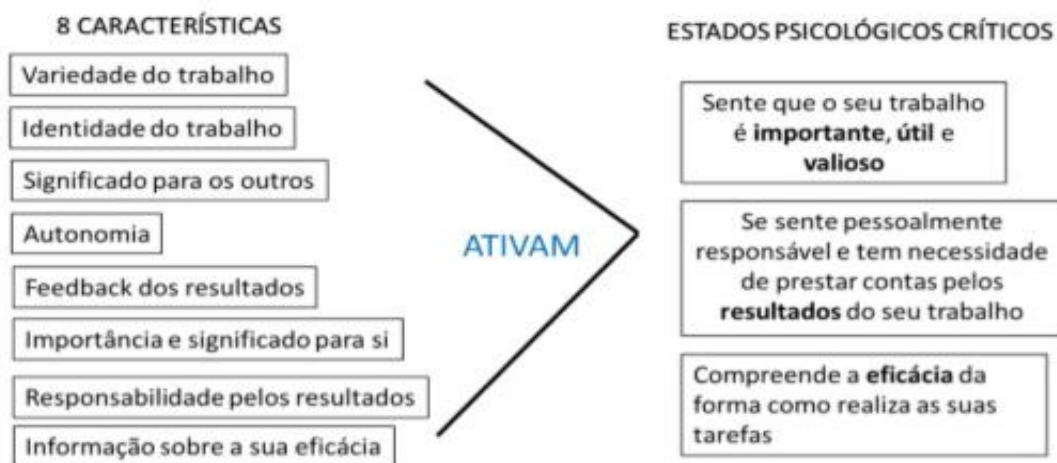 8 CARACTERÍSTICAS
Variedade do trabalho
Identidade do trabalho
Significado para os outros
Autonomia
Feedback dos resultados
Importância e significado para si
Responsabilidade pelos resultados
Informação sobre a sua eficácia
ATIVAM
ESTADOS PSICOLÓGICOS CRÍTICOS
Sente que o seu trabalho
é importante, útil e
valioso
Se sente pessoalmente
responsável e tem necessidade
de prestar contas pelos
resultados do seu trabalho
Compreende a eficácia da
forma como realiza as suas
tarefas